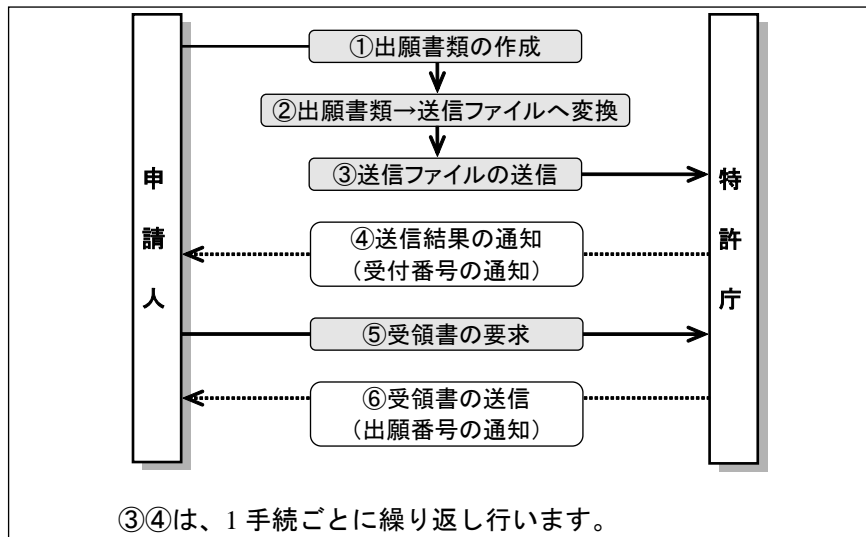 ①出願書類の作成
②出願書類→送信ファイルへ変換
③送信ファイルの送信
申請人
特許庁
④送信結果の通知
（受付番号の通知）
⑤受領書の要求
⑥受領書の送信
（出願番号の通知）
③④は、1 手続ごとに繰り返し行います。